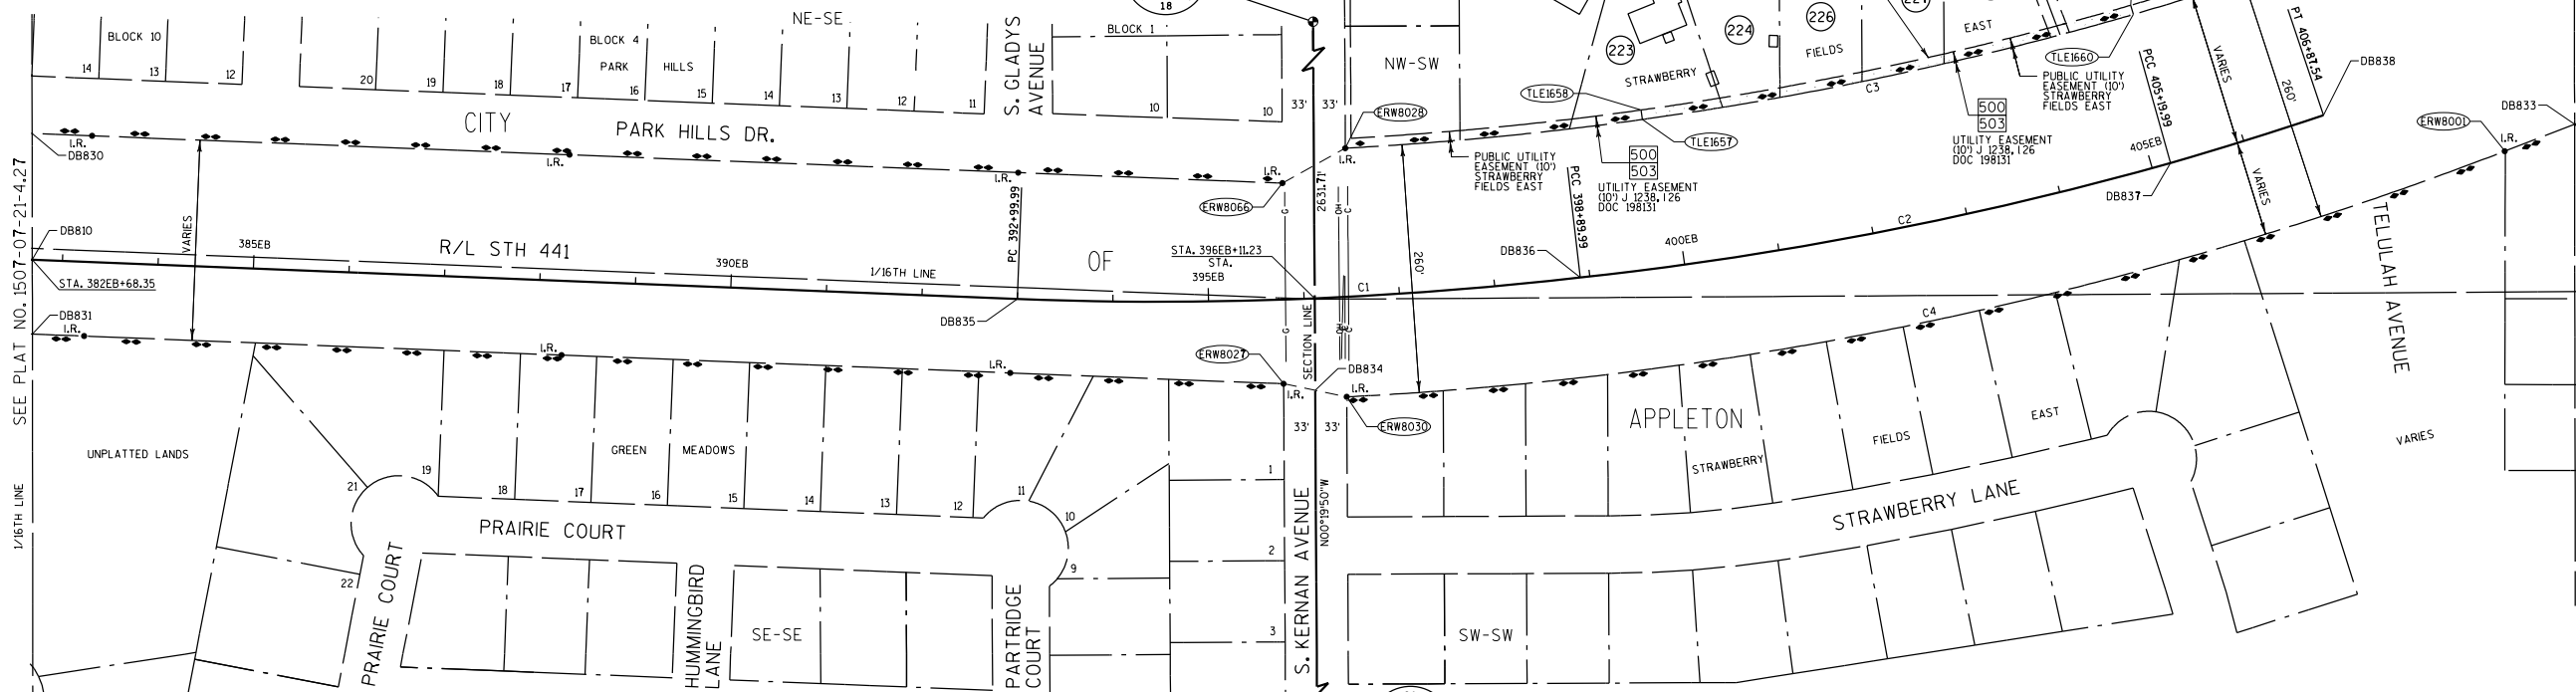 18
NE-SE
BLOCK 10
BLOCK 4
PARK
HILLS
BLOCK 1
S. GLADYS
AVENUE
14
13
12
20
19
18
17
16
15
14
13
12
11
10
10
NW-SW
33'
33'
223
224
226
STRAWBERRY
FIELDS
EAST
C3
TLE1660
PUBLIC UTILITY
EASEMENT (10')
STRAWBERRY
FIELDS EAST
PCC 405+19.99
VARIES
260'
PT 406+87.54
DB838
DB833
ERW8001
I.R.
500
503
UTILITY EASEMENT
(10') J 1238, I 26
DOC 198131
405EB
DB837
VARIES
CITY
PARK HILLS DR.
I.R.
DB830
I.R.
I.R.
I.R.
ERW8066
ERW8028
I.R.
TLE1658
TLE1657
PUBLIC UTILITY
EASEMENT (10')
STRAWBERRY
FIELDS EAST
500
503
UTILITY EASEMENT
(10') J 1238, I 26
DOC 198131
PCC 398+89.99
2631.71'
SEE PLAT NO. 1507-07-21-4.27
1/16TH LINE
DB810
STA. 382EB+68.35
VARIES
385EB
R/L STH 441
390EB
1/16TH LINE
PC 392+99.99
OF
STA. 396EB+11.23
STA.
395EB
G
G
C1
260'
DB836
400EB
C2
C4
TELULAH AVENUE
DB831
I.R.
I.R.
DB835
I.R.
ERW8027
SECTION LINE
DB834
I.R.
I.R.
ERW8030
33'
33'
APPLETON
STRAWBERRY
FIELDS
EAST
VARIES
UNPLATTED LANDS
GREEN
MEADOWS
21
19
18
17
16
15
14
13
12
11
10
9
22
1
2
3
PRAIRIE COURT
PRAIRIE COURT
HUMMINGBIRD
LANE
SE-SE
PARTRIDGE
COURT
S. KERNAN AVENUE
N00°19'50"W
SW-SW
STRAWBERRY LANE